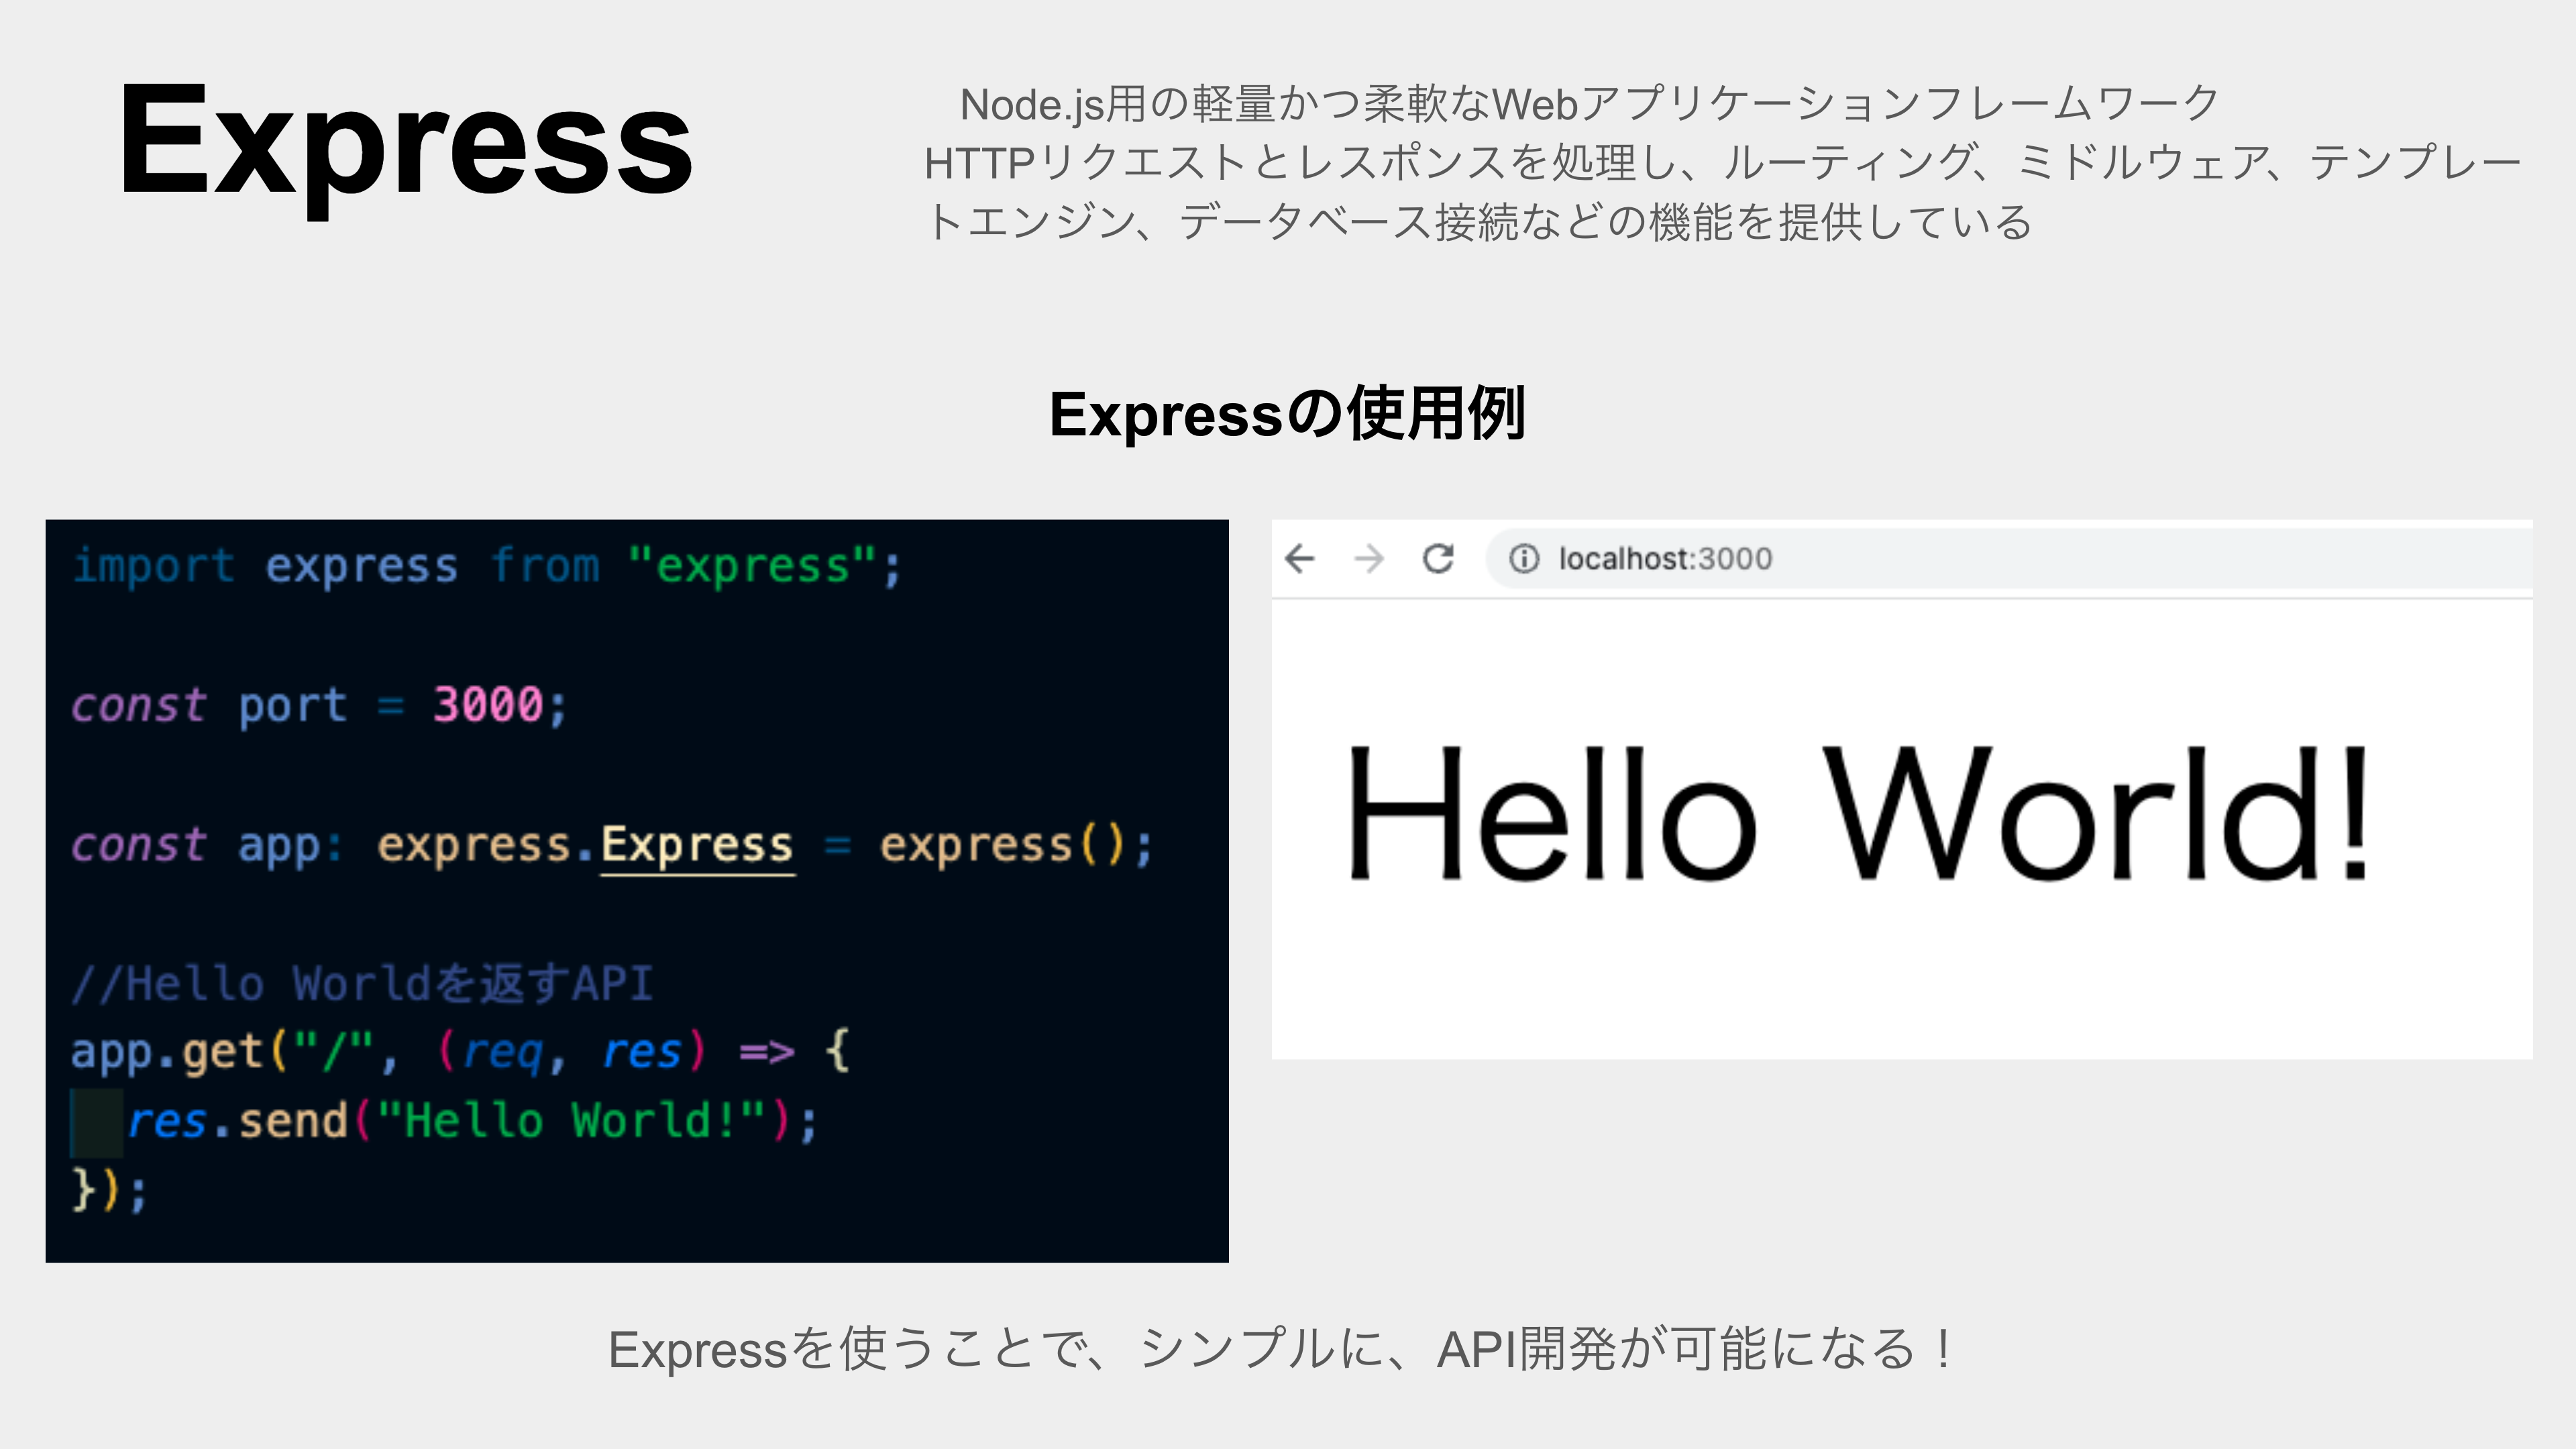 Express
Node.js用の軽量かつ柔軟なWebアプリケーションフレームワーク
HTTPリクエストとレスポンスを処理し、ルーティング、ミドルウェア、テンプレー
トエンジン、データベース接続などの機能を提供している
Expressの使用例
import express from "express";
const port = 3000;
const app: express.Express = express();
//Hello Worldを返すAPI
app.get("/", (req, res) => {
  res.send("Hello World!");
});
localhost:3000
Hello World!
Expressを使うことで、シンプルに、API開発が可能になる！